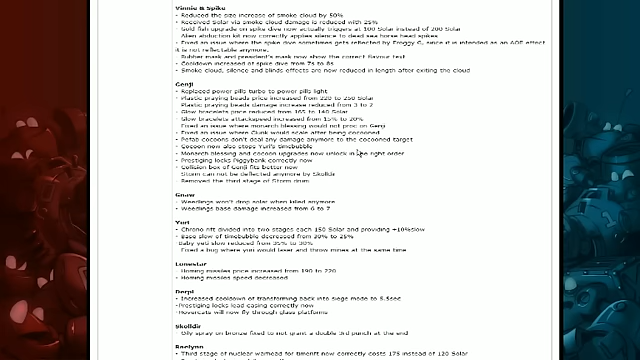 Vinnie & Spike
- Reduced the size increase of smoke cloud by 50%
- Received Solar via smoke cloud damage is reduced with 25%
- Gold fish upgrade on spike dive now actually triggers at 100 Solar instead of 200 Solar
- Alien abduction kit now correctly applies silence to dead sea horse head spikes
- Fixed an issue where the spike dive sometimes gets reflected by Froggy G, since it is intended as an AOE effect
it is not reflectable anymore.
- Rubber mask and president's mask now show the correct flavour text
- Cooldown increased of spike dive from 7s to 8s
- Smoke cloud, silence and blinds effects are now reduced in length after exiting the cloud
Genji
- Replaced power pills turbo to power pills light
- Plastic praying beads price increased from 220 to 250 Solar
- Plastic praying beads damage increase reduced from 3 to 2
- Glow bracelets price reduced from 165 to 140 Solar
- Glow bracelets attackspeed increased from 15% to 20%
- Fixed an issue where monarch blessing would not proc on Genji
- Fixed an issue where Clunk would scale after being cocooned
- Petab cocoons don't deal any damage anymore to the cocooned target
- Cocoon now also stops Yuri's timebubble
- Monarch blessing and cocoon upgrades now unlock in the right order
- Prestiging locks Piggybank correctly now
- Collision box of Genji fits better now
- Storm can not be deflected anymore by Skolldir
- Removed the third stage of Storm drum
Gnaw
- Weedlings won't drop solar when killed anymore
- Weedlings base damage increased from 6 to 7
Yuri
- Chrono rift divided into two stages each 150 Solar and providing +10%slow
- Base slow of timebubble decreased from 30% to 25%
- Baby yeti slow reduced from 35% to 30%
- Fixed a bug where yuri would laser and throw mines at the same time
Lonestar
- Homing missiles price increased from 190 to 220
- Homing missiles speed decreased
Derpl
- Increased cooldown of transforming back into siege mode to 5.5sec
- Prestiging locks lead casing correctly now
- Hovercats will now fly through glass platforms
Skolldir
- Oily spray on bronze fixed to not grant a double 3rd punch at the end
Raelynn
- Third stage of nuclear warhead for timerift now correctly costs 175 instead of 120 Solar